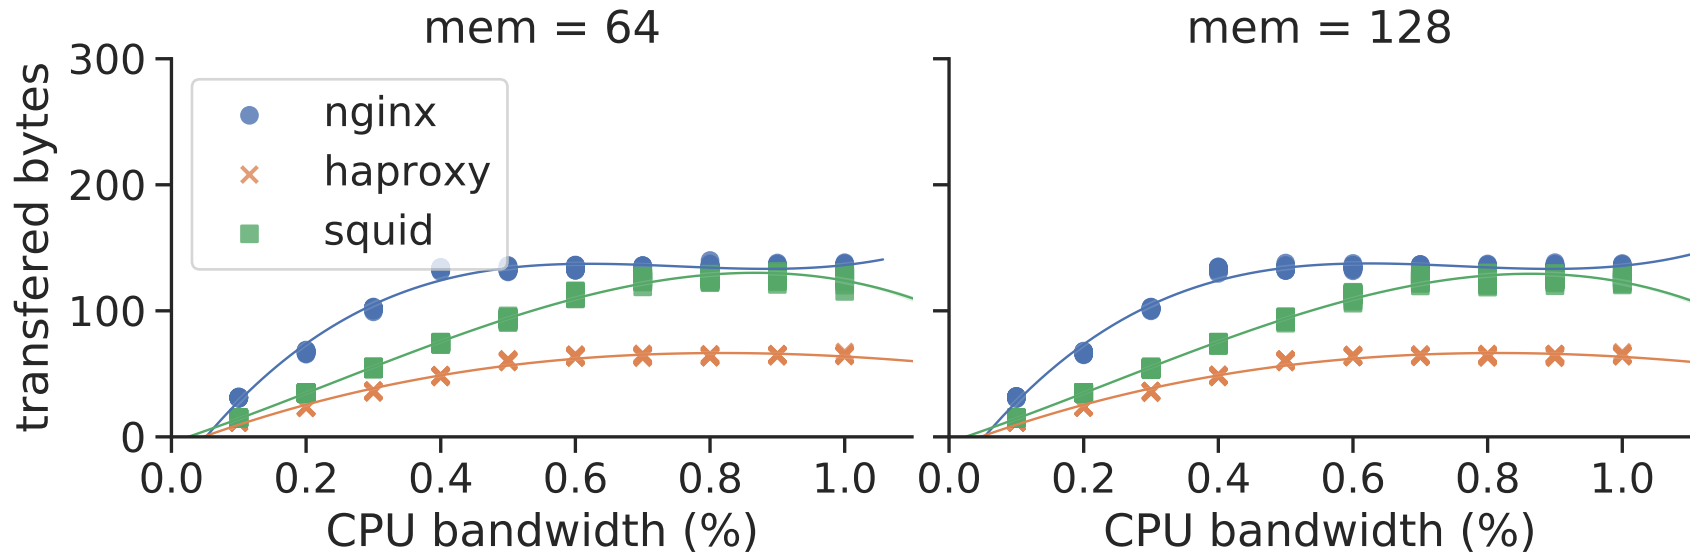 mem = 64
mem = 128
transferred bytes
300
200
100
0
nginx
haproxy
squid
0.0 0.2 0.4 0.6 0.8 1.0
0.0 0.2 0.4 0.6 0.8 1.0
CPU bandwidth (%)
CPU bandwidth (%)